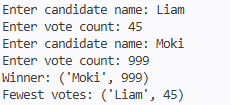 Enter candidate name: Liam
Enter vote count: 45
Enter candidate name: Moki
Enter vote count: 999
Winner: ('Moki', 999)
Fewest votes: ('Liam', 45)